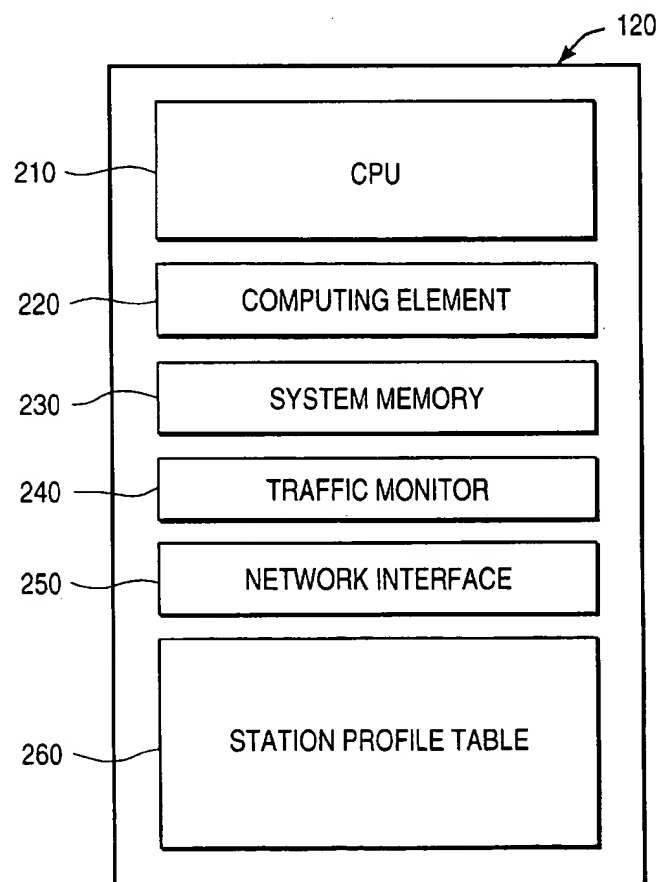 120
210
CPU
220
COMPUTING ELEMENT
230
SYSTEM MEMORY
240
TRAFFIC MONITOR
250
NETWORK INTERFACE
260
STATION PROFILE TABLE